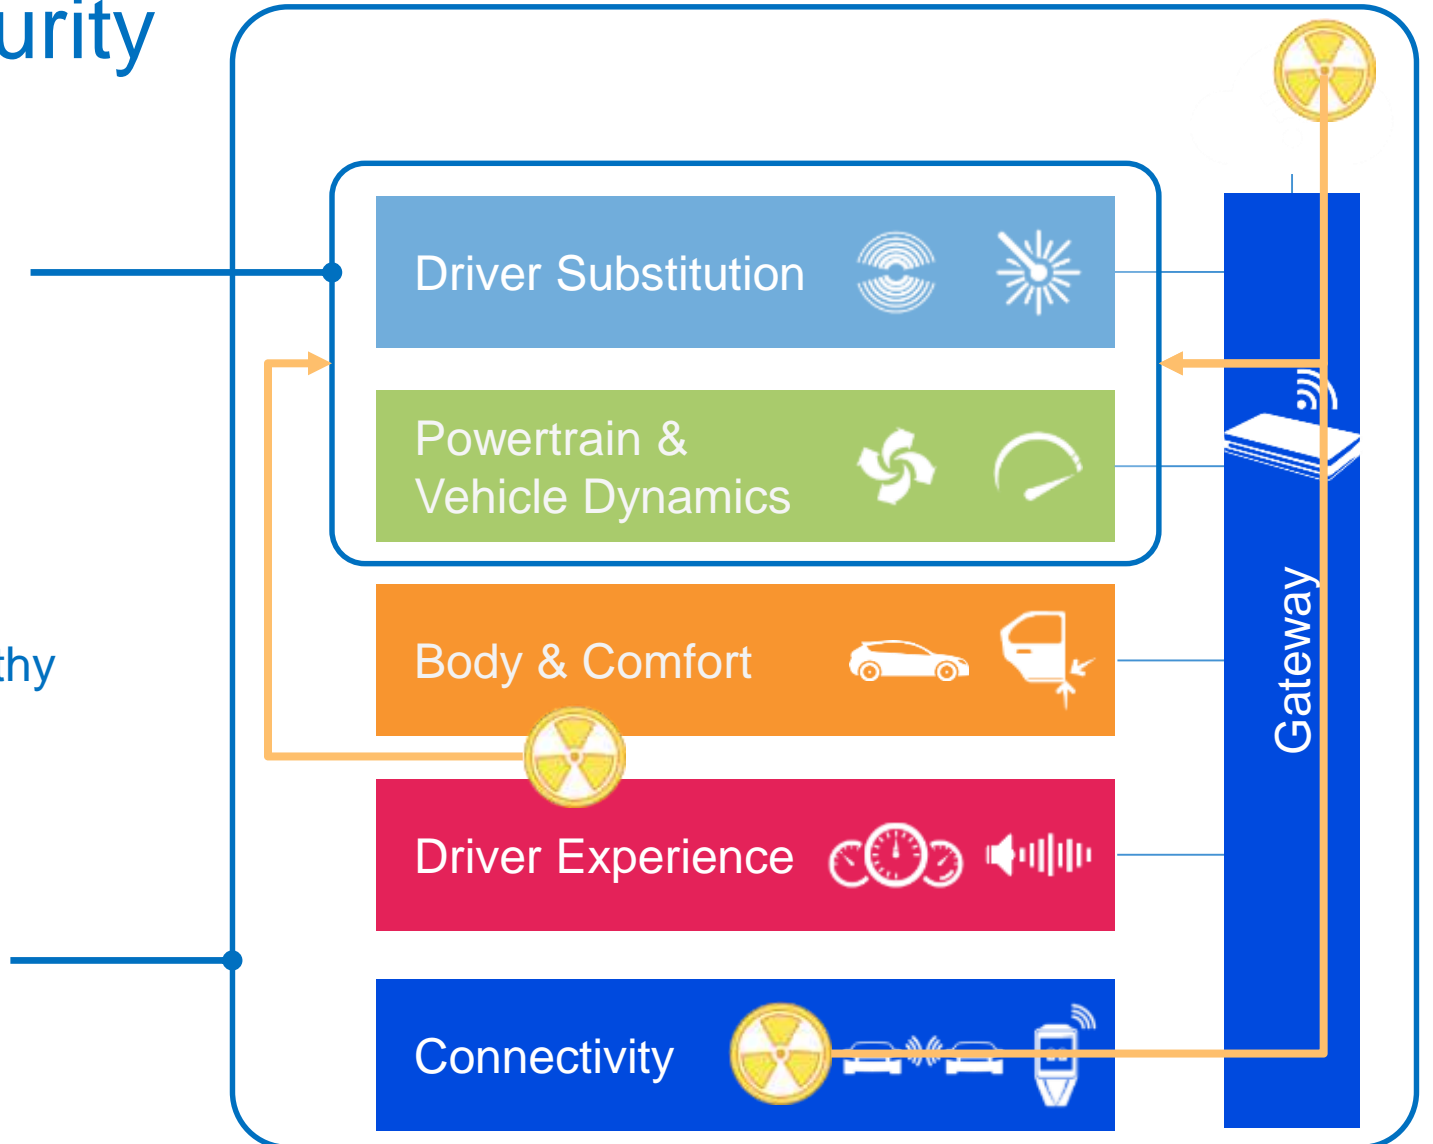 urity
Driver Substitution
Powertrain &
Vehicle Dynamics
Body & Comfort
thy
Driver Experience
Connectivity
Gateway